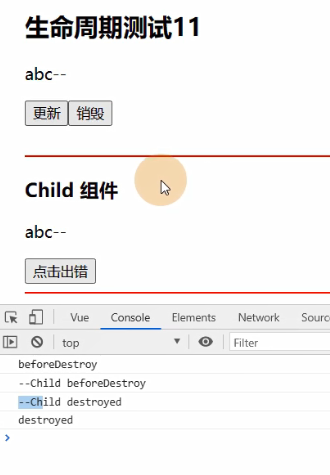 生命周期测试11
abc--
更新 销毁
Child 组件
abc--
点击出错
Vue Console Elements Network Sourc
top Filter
beforeDestroy
--Child beforeDestroy
--Child destroyed
destroyed